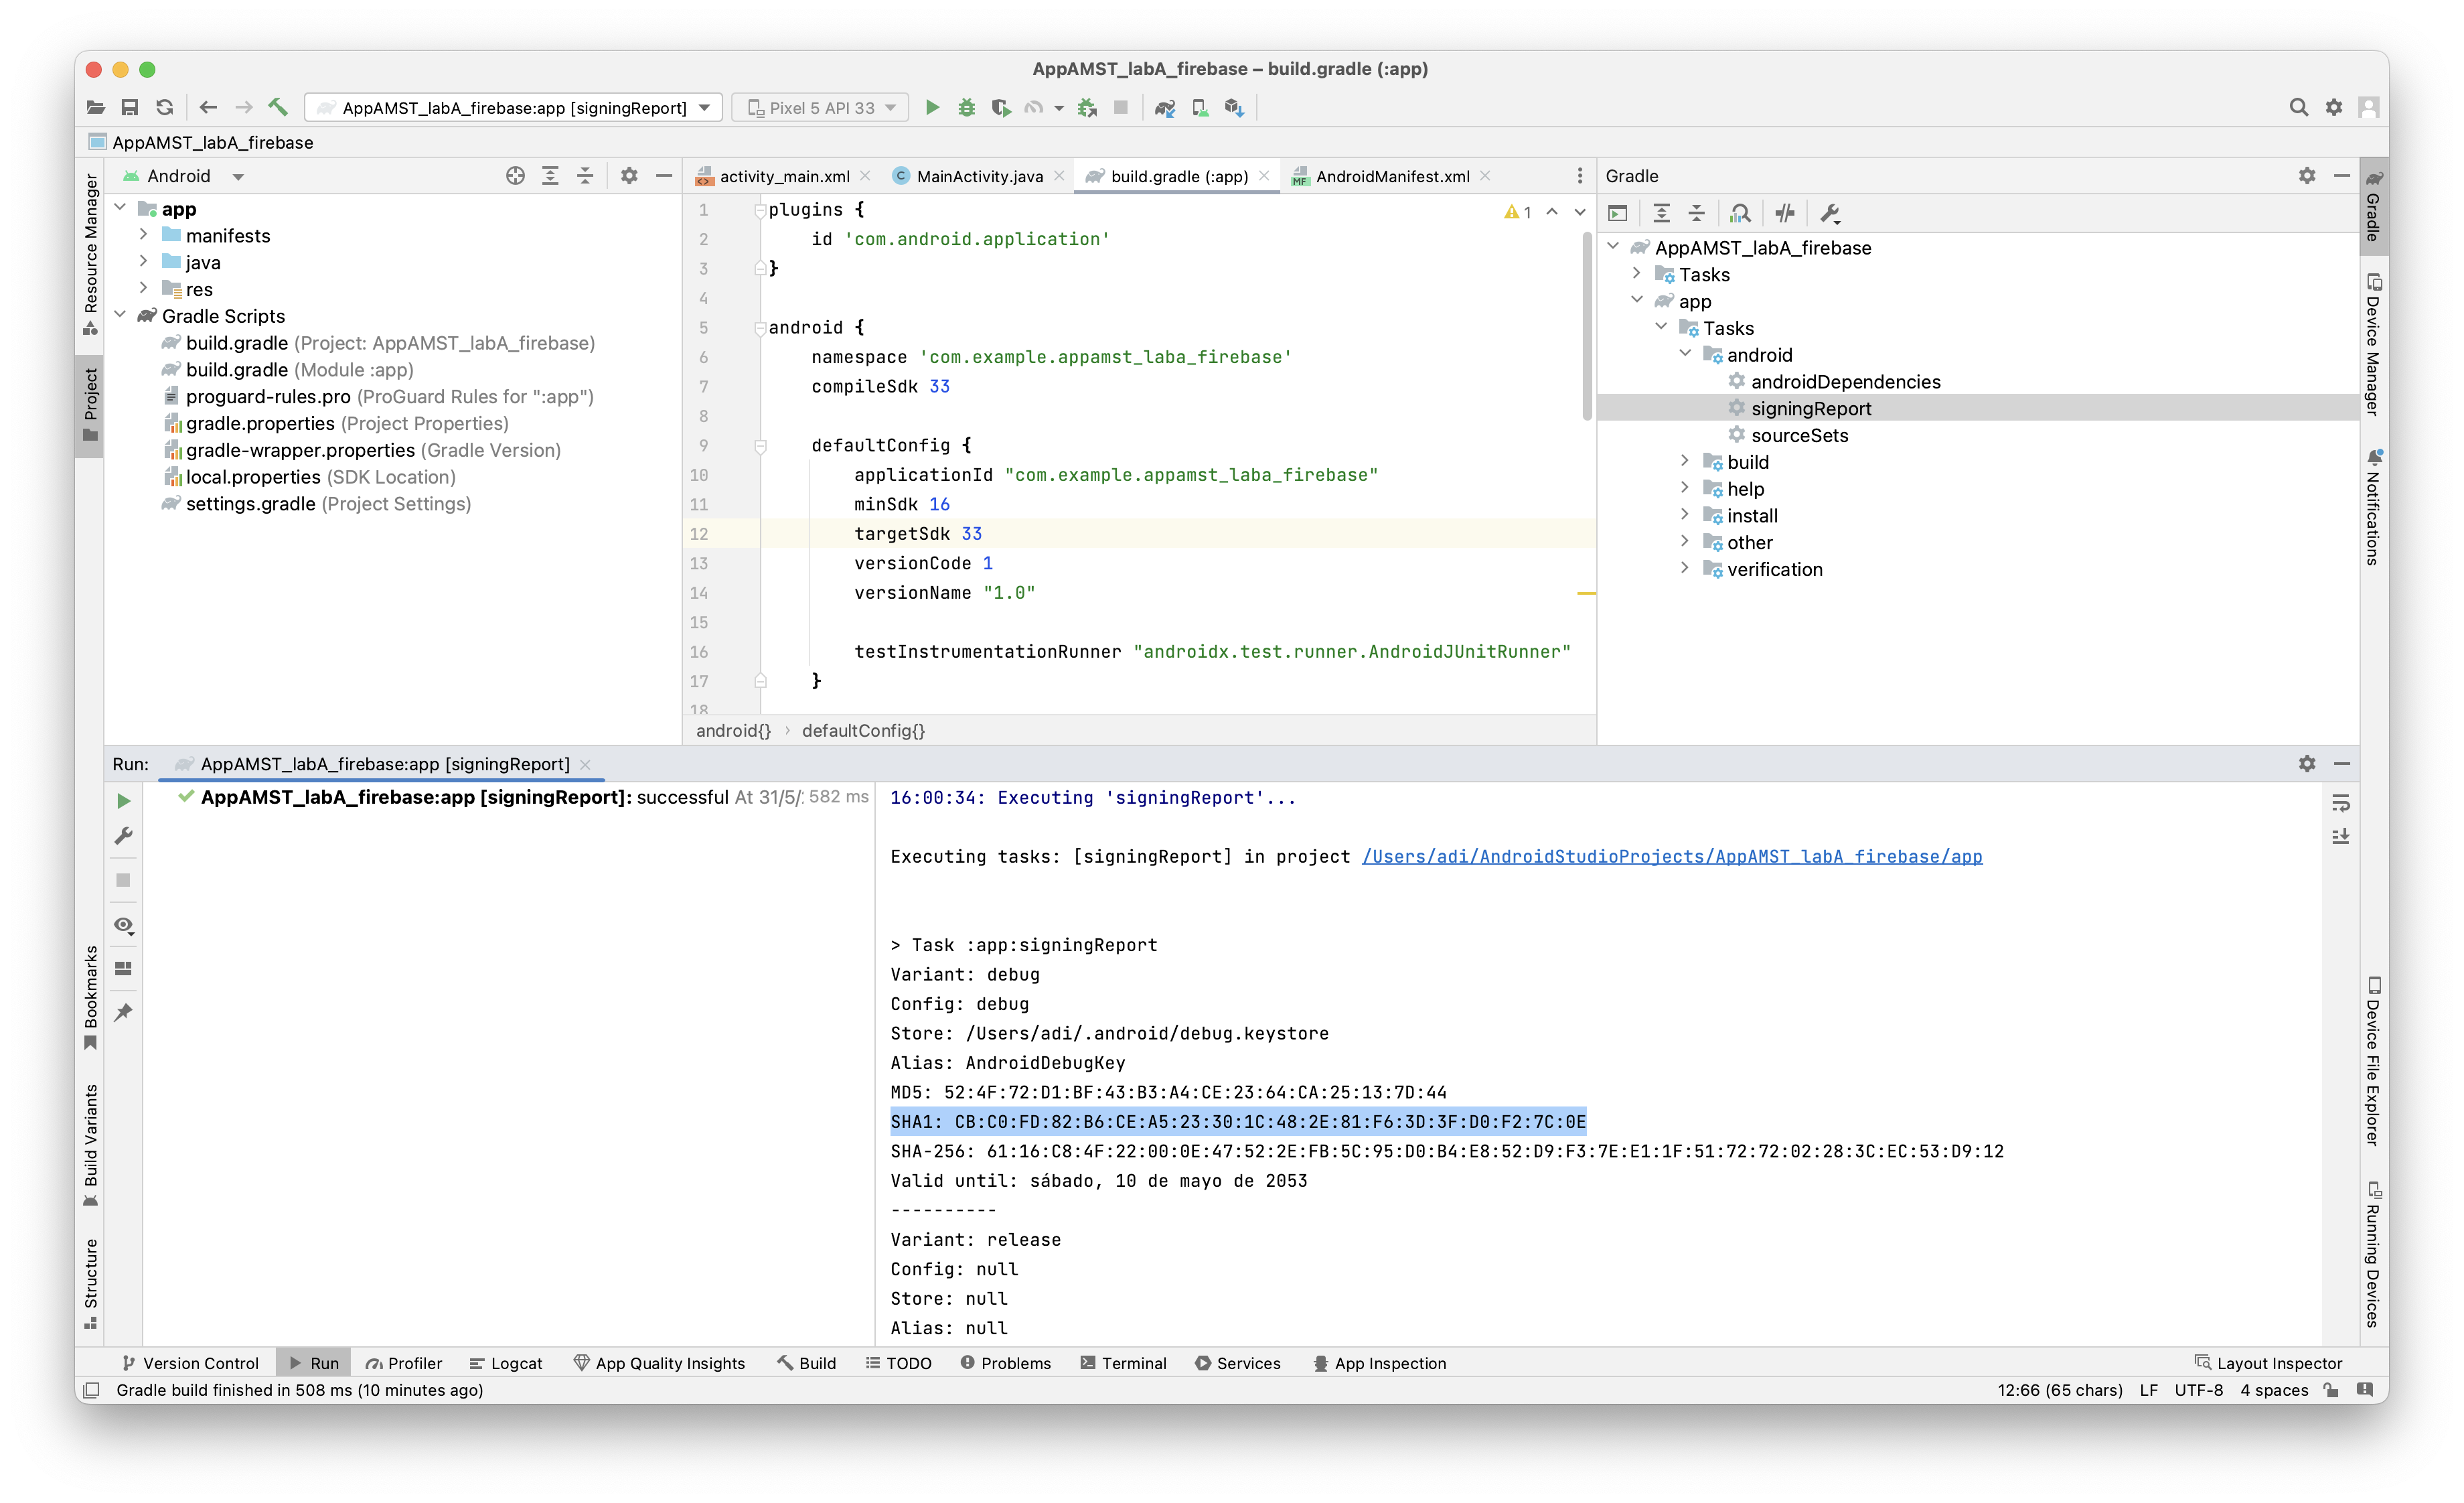 AppAMST_labA_firebase – build.gradle (:app)
AppAMST_labA_firebase:app [signingReport]
Pixel 5 API 33
AppAMST_labA_firebase
Resource Manager
Project
Bookmarks
Build Variants
Structure
Android
app
manifests
java
res
Gradle Scripts
build.gradle (Project: AppAMST_labA_firebase)
build.gradle (Module :app)
proguard-rules.pro (ProGuard Rules for ":app")
gradle.properties (Project Properties)
gradle-wrapper.properties (Gradle Version)
local.properties (SDK Location)
settings.gradle (Project Settings)
activity_main.xml
MainActivity.java
build.gradle (:app)
AndroidManifest.xml
1
1 plugins {
2 id 'com.android.application'
3 }
4
5 android {
6 namespace 'com.example.appamst_laba_firebase'
7 compileSdk 33
8
9 defaultConfig {
10 applicationId "com.example.appamst_laba_firebase"
11 minSdk 16
12 targetSdk 33
13 versionCode 1
14 versionName "1.0"
15
16 testInstrumentationRunner "androidx.test.runner.AndroidJUnitRunner"
17 }
18
android{} › defaultConfig{}
Gradle
AppAMST_labA_firebase
Tasks
app
Tasks
android
androidDependencies
signingReport
sourceSets
build
help
install
other
verification
Gradle
Device Manager
Notifications
Device File Explorer
Running Devices
Run: AppAMST_labA_firebase:app [signingReport]
AppAMST_labA_firebase:app [signingReport]: successful At 31/5/: 582 ms
16:00:34: Executing 'signingReport'...
Executing tasks: [signingReport] in project /Users/adi/AndroidStudioProjects/AppAMST_labA_firebase/app
> Task :app:signingReport
Variant: debug
Config: debug
Store: /Users/adi/.android/debug.keystore
Alias: AndroidDebugKey
MD5: 52:4F:72:D1:BF:43:B3:A4:CE:23:64:CA:25:13:7D:44
SHA1: CB:C0:FD:82:B6:CE:A5:23:30:1C:48:2E:81:F6:3D:3F:D0:F2:7C:0E
SHA-256: 61:16:C8:4F:22:00:0E:47:52:2E:FB:5C:95:D0:B4:E8:52:D9:F3:7E:E1:1F:51:72:72:02:28:3C:EC:53:D9:12
Valid until: sábado, 10 de mayo de 2053
----------
Variant: release
Config: null
Store: null
Alias: null
Version Control
Run
Profiler
Logcat
App Quality Insights
Build
TODO
Problems
Terminal
Services
App Inspection
Layout Inspector
Gradle build finished in 508 ms (10 minutes ago)
12:66 (65 chars) LF UTF-8 4 spaces